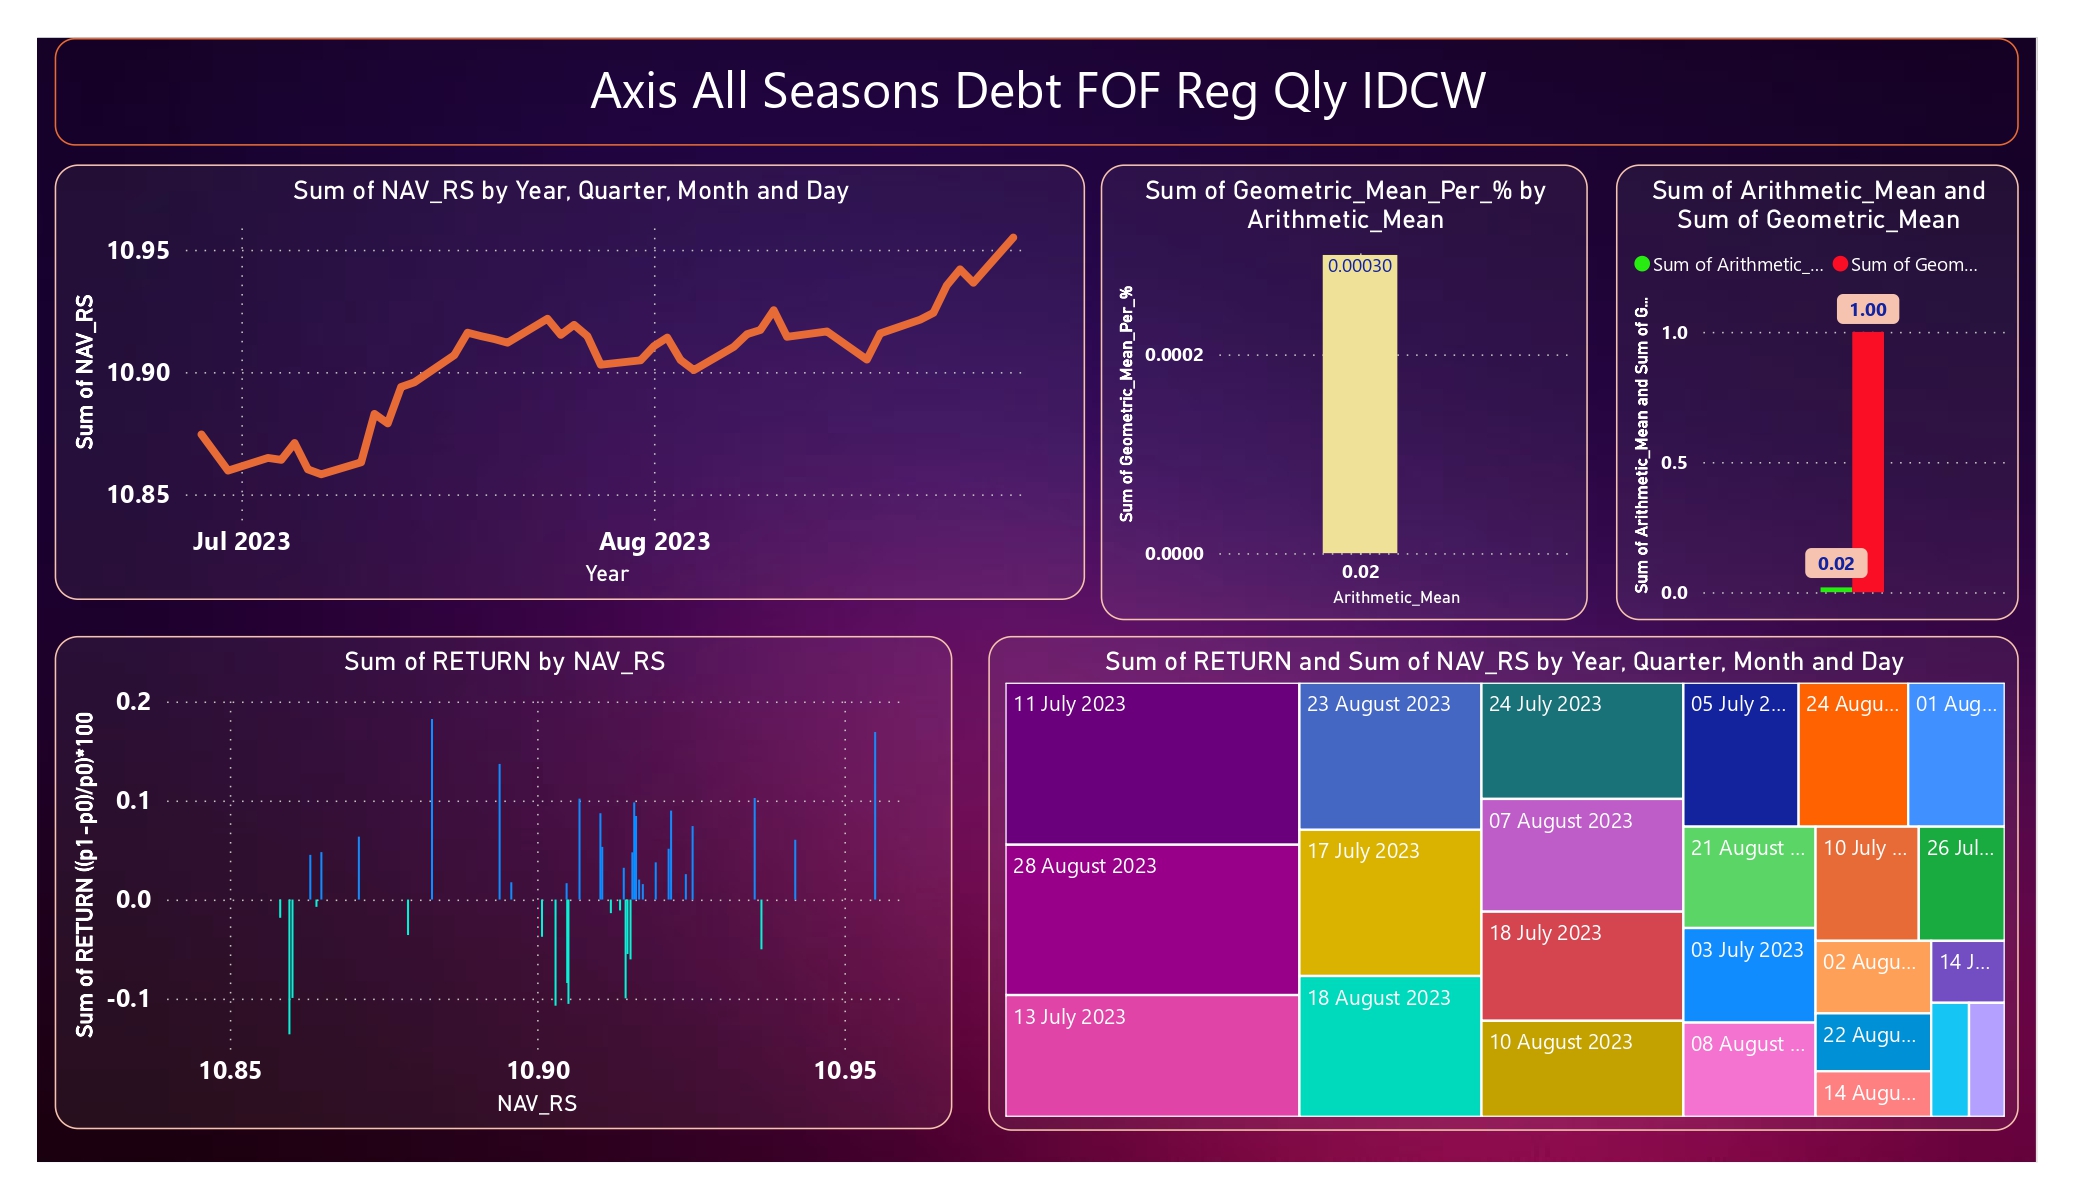 Axis All Seasons Debt FOF Reg Qly IDCW
Sum of NAV_RS by Year, Quarter, Month and Day
Sum of NAV_RS
10.95
10.90
10.85
Jul 2023
Aug 2023
Year
Sum of Geometric_Mean_Per_% by
Arithmetic_Mean
Sum of Geometric_Mean_Per_%
0.00030
0.0002
0.0000
0.02
Arithmetic_Mean
Sum of Arithmetic_Mean and
Sum of Geometric_Mean
Sum of Arithmetic_...
Sum of Geom...
Sum of Arithmetic_Mean and Sum of G...
1.00
1.0
0.5
0.02
0.0
Sum of RETURN by NAV_RS
Sum of RETURN ((p1-p0)/p0)*100
0.2
0.1
0.0
-0.1
10.85
10.90
10.95
NAV_RS
Sum of RETURN and Sum of NAV_RS by Year, Quarter, Month and Day
11 July 2023
28 August 2023
13 July 2023
23 August 2023
17 July 2023
18 August 2023
24 July 2023
07 August 2023
18 July 2023
10 August 2023
05 July 2...
24 Augu...
01 Aug...
21 August ...
03 July 2023
08 August ...
10 July ...
26 Jul...
02 Augu...
14 J...
22 Augu...
14 Augu...